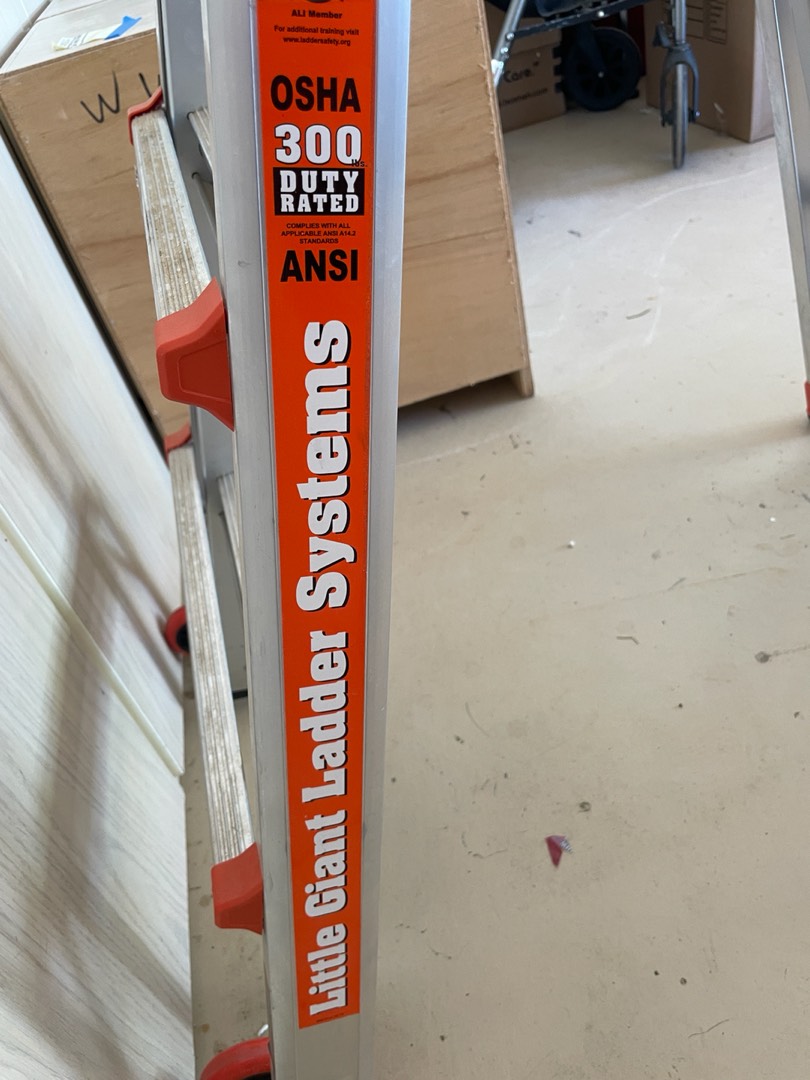 ALI Member
For additional training visit
www.laddersafety.org
OSHA
300
lbs.
DUTY
RATED
COMPLIES WITH ALL
APPLICABLE ANSI A14.2
STANDARDS
ANSI
Little Giant Ladder Systems
W
Care